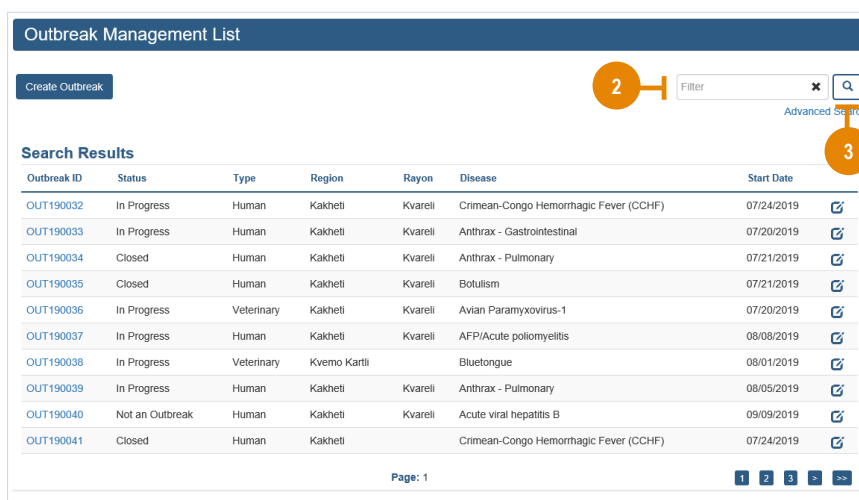 Outbreak Management List
Create Outbreak
2
Filter
Advanced Search
3
Search Results
Outbreak ID Status Type Region Rayon Disease Start Date
OUT190032 In Progress Human Kakheti Kvareli Crimean-Congo Hemorrhagic Fever (CCHF) 07/24/2019
OUT190033 In Progress Human Kakheti Kvareli Anthrax - Gastrointestinal 07/20/2019
OUT190034 Closed Human Kakheti Kvareli Anthrax - Pulmonary 07/21/2019
OUT190035 Closed Human Kakheti Kvareli Botulism 07/21/2019
OUT190036 In Progress Veterinary Kakheti Kvareli Avian Paramyxovirus-1 07/20/2019
OUT190037 In Progress Human Kakheti Kvareli AFP/Acute poliomyelitis 08/08/2019
OUT190038 In Progress Veterinary Kvemo Kartli Bluetongue 08/01/2019
OUT190039 In Progress Human Kakheti Kvareli Anthrax - Pulmonary 08/05/2019
OUT190040 Not an Outbreak Human Kakheti Kvareli Acute viral hepatitis B 09/09/2019
OUT190041 Closed Human Kakheti Crimean-Congo Hemorrhagic Fever (CCHF) 07/24/2019
Page: 1 1 2 3 > >>